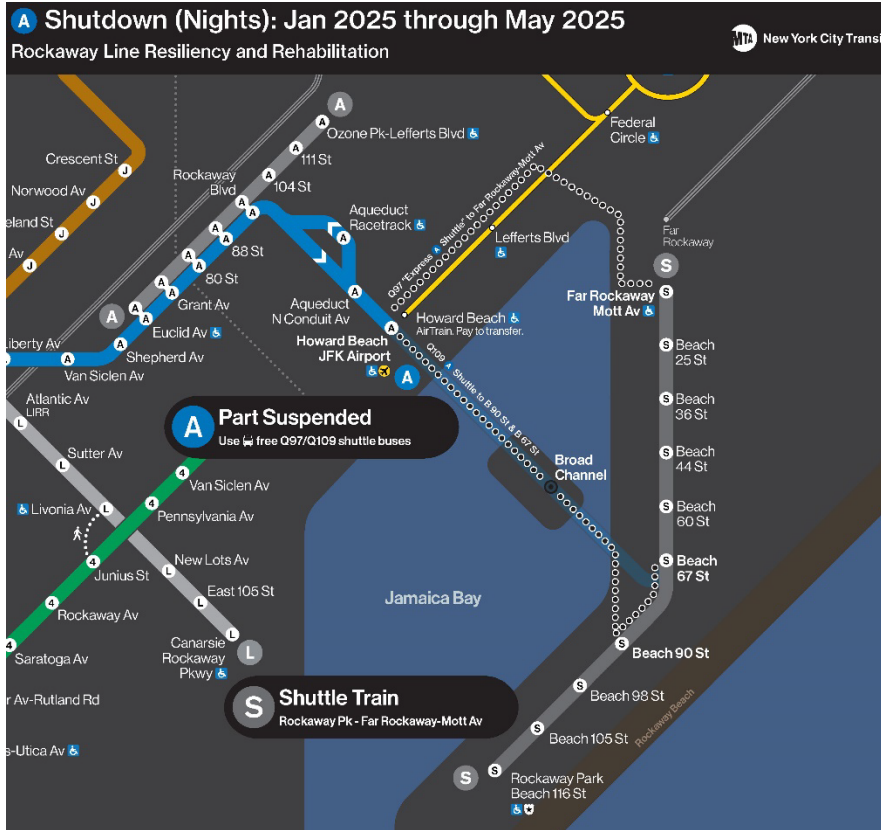 A Shutdown (Nights): Jan 2025 through May 2025
Rockaway Line Resiliency and Rehabilitation
MTA New York City Transi
A
Ozone Pk-Lefferts Blvd
111 St
104 St
Rockaway
Blvd
88 St
80 St
Grant Av
Euclid Av
A
Shepherd Av
Van Siclen Av
Liberty Av
Crescent St
Norwood Av
eland St
Av
J
J
J
J
Aqueduct
Racetrack
Aqueduct
N Conduit Av
Howard Beach
JFK Airport
A
Q97 "Express A Shuttle" to Far Rockaway-Mott Av
Federal
Circle
Lefferts Blvd
Howard Beach
AirTrain. Pay to transfer.
Q109 A Shuttle to B 90 St & B 67 St
Broad
Channel
Far
Rockaway
S
Far Rockaway
Mott Av
Beach
25 St
Beach
36 St
Beach
44 St
Beach
60 St
Beach
67 St
Beach 90 St
Beach 98 St
Beach 105 St
S
Rockaway Park
Beach 116 St
Rockaway Beach
Jamaica Bay
A Part Suspended
Use free Q97/Q109 shuttle buses
S Shuttle Train
Rockaway Pk - Far Rockaway-Mott Av
Atlantic Av
LIRR
Sutter Av
Livonia Av
New Lots Av
East 105 St
Canarsie
Rockaway
Pkwy
L
Van Siclen Av
Pennsylvania Av
Junius St
Rockaway Av
Saratoga Av
r Av-Rutland Rd
s-Utica Av